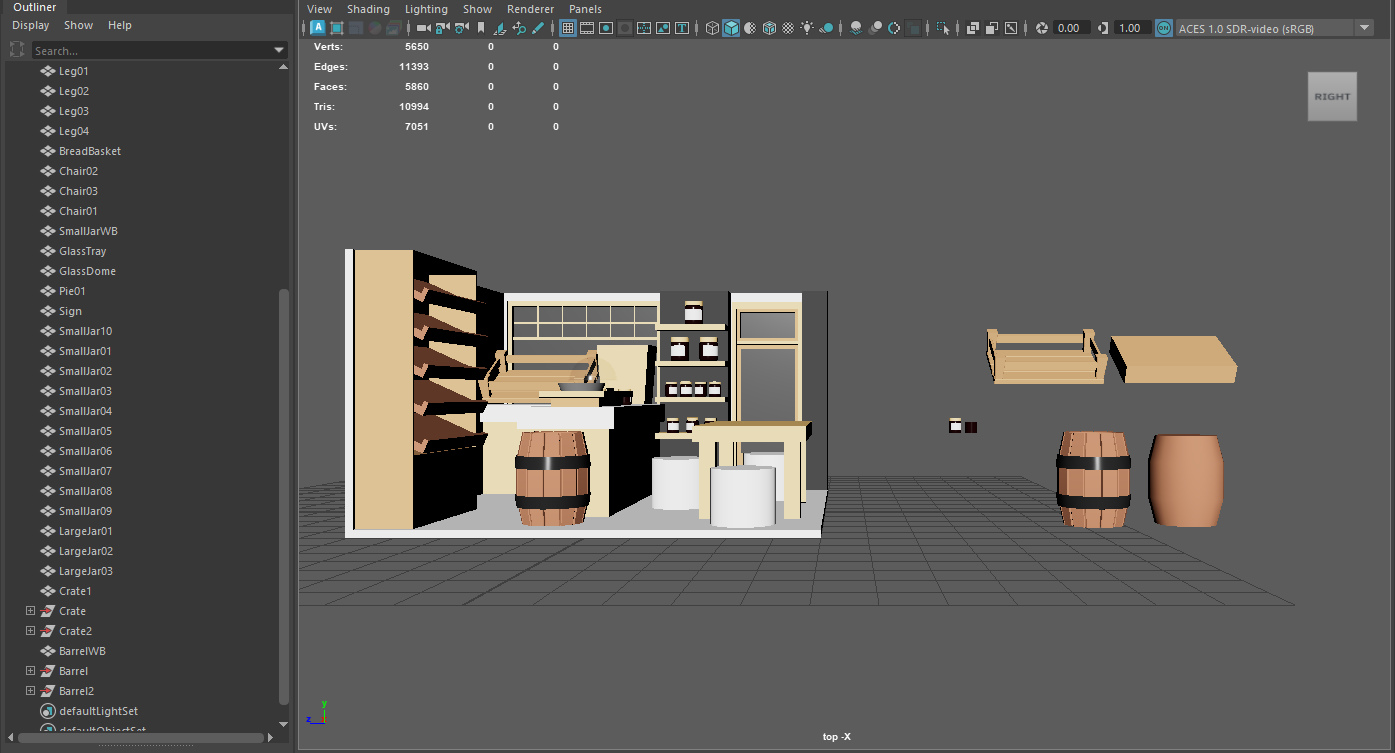 Outliner
Display Show Help
Search...
Leg01
Leg02
Leg03
Leg04
BreadBasket
Chair02
Chair03
Chair01
SmallJarWB
GlassTray
GlassDome
Pie01
Sign
SmallJar10
SmallJar01
SmallJar02
SmallJar03
SmallJar04
SmallJar05
SmallJar06
SmallJar07
SmallJar08
SmallJar09
LargeJar01
LargeJar02
LargeJar03
Crate1
Crate
Crate2
BarrelWB
Barrel
Barrel2
defaultLightSet
defaultObjectSet
View Shading Lighting Show Renderer Panels
0.00 1.00 ON ACES 1.0 SDR-video (sRGB)
Verts: 5650 0 0
Edges: 11393 0 0
Faces: 5860 0 0
Tris: 10994 0 0
UVs: 7051 0 0
RIGHT
y
z
top -X